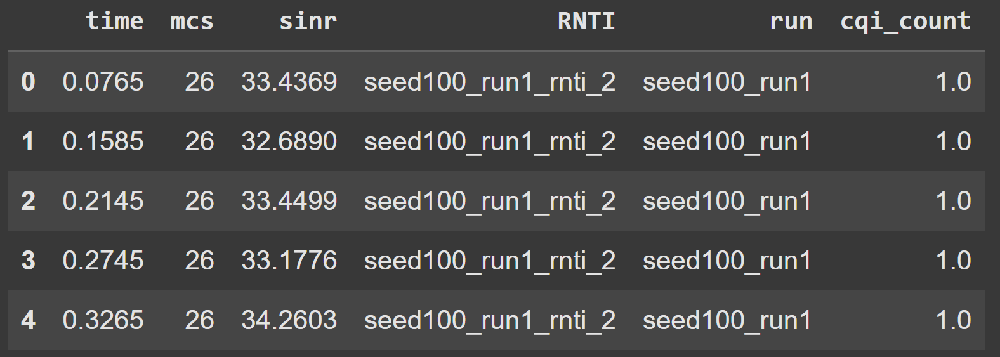 time mcs sinr RNTI run cqi_count
0 0.0765 26 33.4369 seed100_run1_rnti_2 seed100_run1 1.0
1 0.1585 26 32.6890 seed100_run1_rnti_2 seed100_run1 1.0
2 0.2145 26 33.4499 seed100_run1_rnti_2 seed100_run1 1.0
3 0.2745 26 33.1776 seed100_run1_rnti_2 seed100_run1 1.0
4 0.3265 26 34.2603 seed100_run1_rnti_2 seed100_run1 1.0